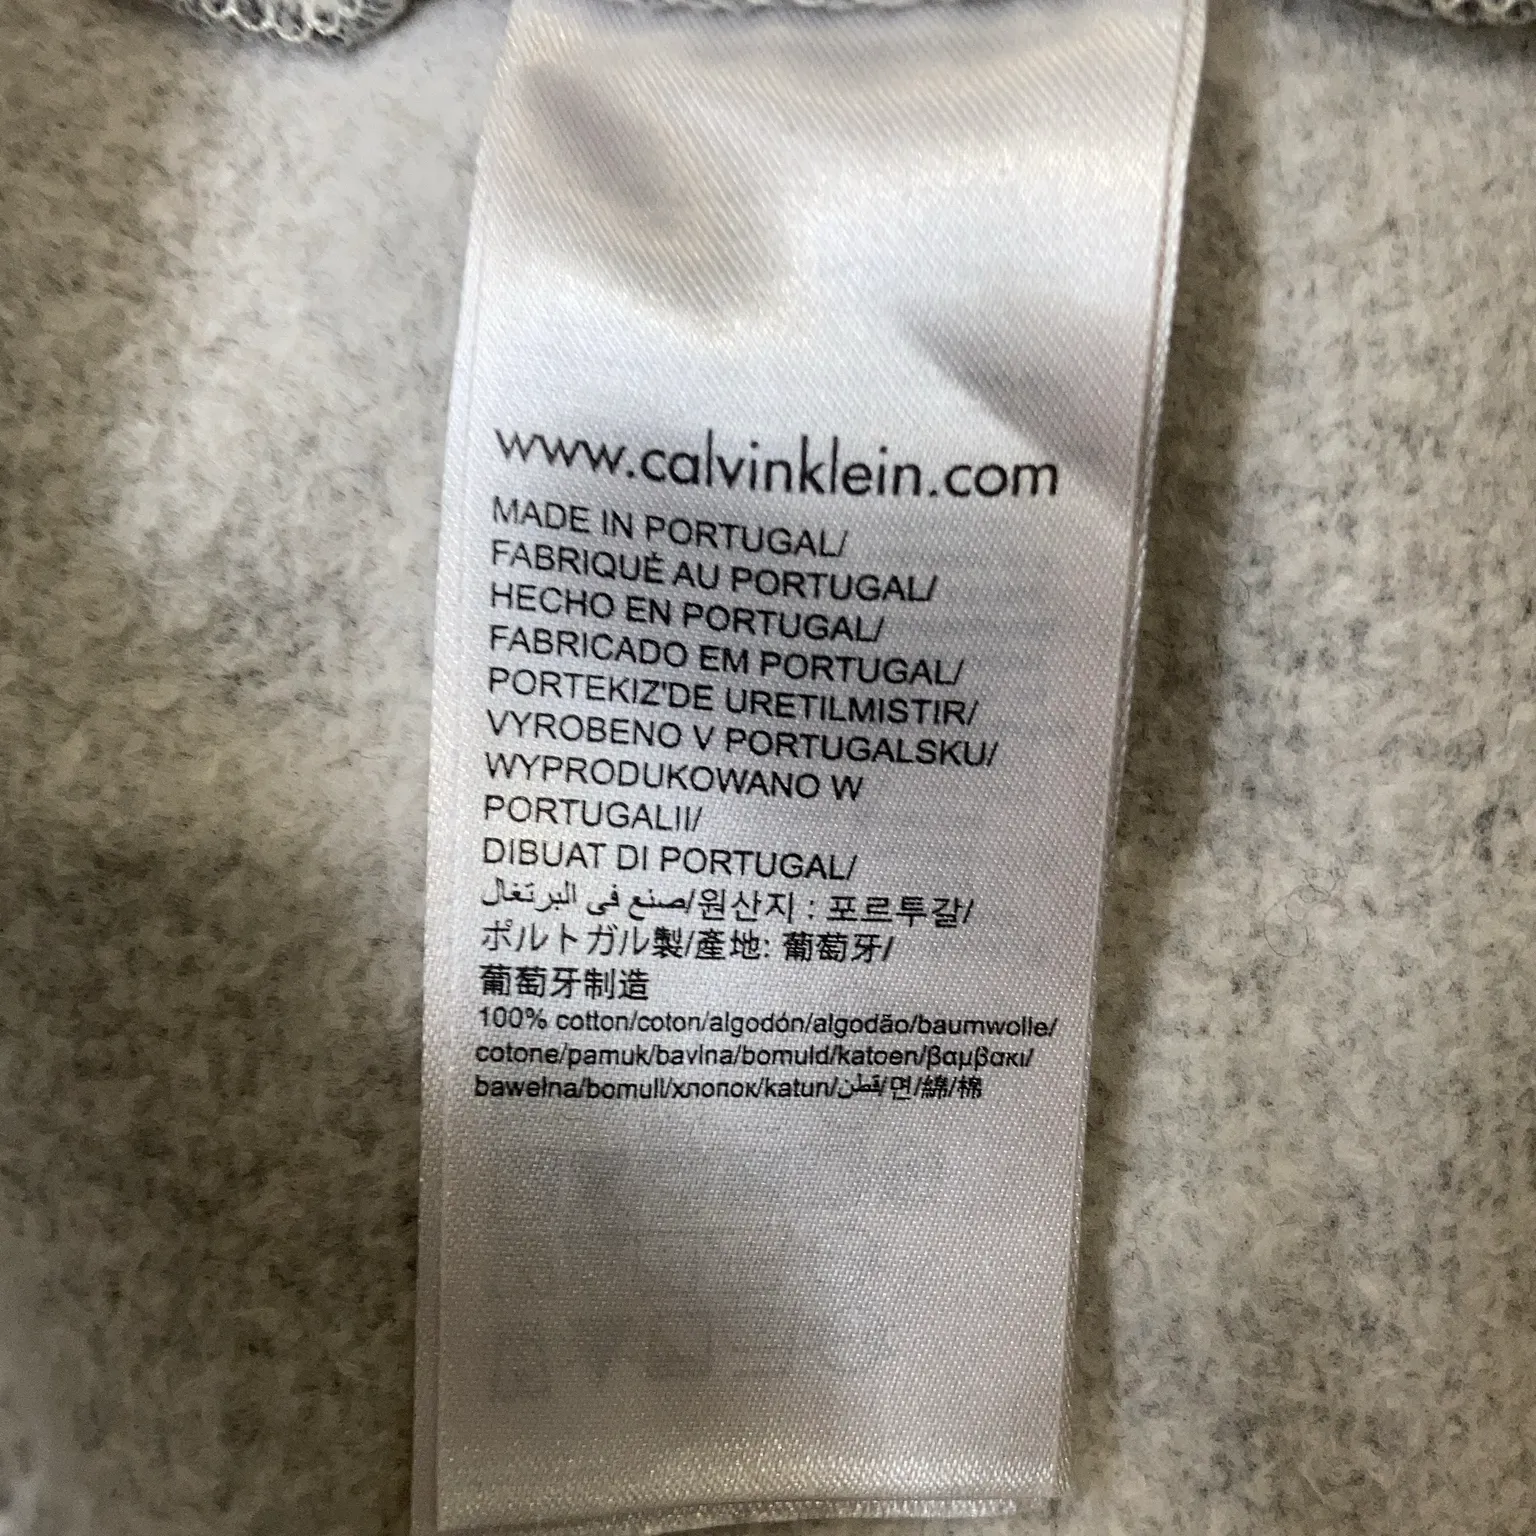 www.calvinklein.com
MADE IN PORTUGAL/
FABRIQUÉ AU PORTUGAL/
HECHO EN PORTUGAL/
FABRICADO EM PORTUGAL/
PORTEKIZ'DE URETILMISTIR/
VYROBENO V PORTUGALSKU/
WYPRODUKOWANO W
PORTUGALII/
DIBUAT DI PORTUGAL/
صنع في البرتغال/원산지 : 포르투갈/
ポルトガル製/產地: 葡萄牙/
葡萄牙制造
100% cotton/coton/algodón/algodão/baumwolle/
cotone/pamuk/bavlna/bomuld/katoen/βαμβακι/
bawełna/bomull/хлопок/katun/قطن/면/綿/棉